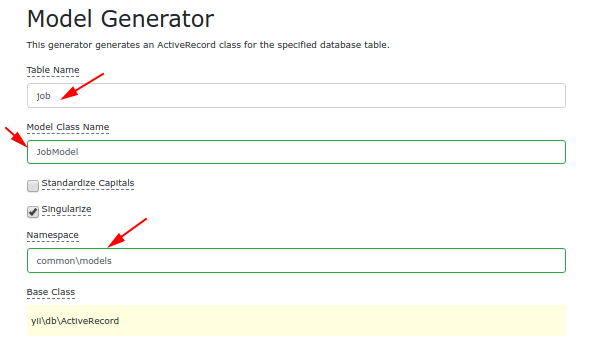 Model Generator
This generator generates an ActiveRecord class for the specified database table.
Table Name
job
Model Class Name
JobModel
Standardize Capitals
Singularize
Namespace
common\models
Base Class
yii\db\ActiveRecord